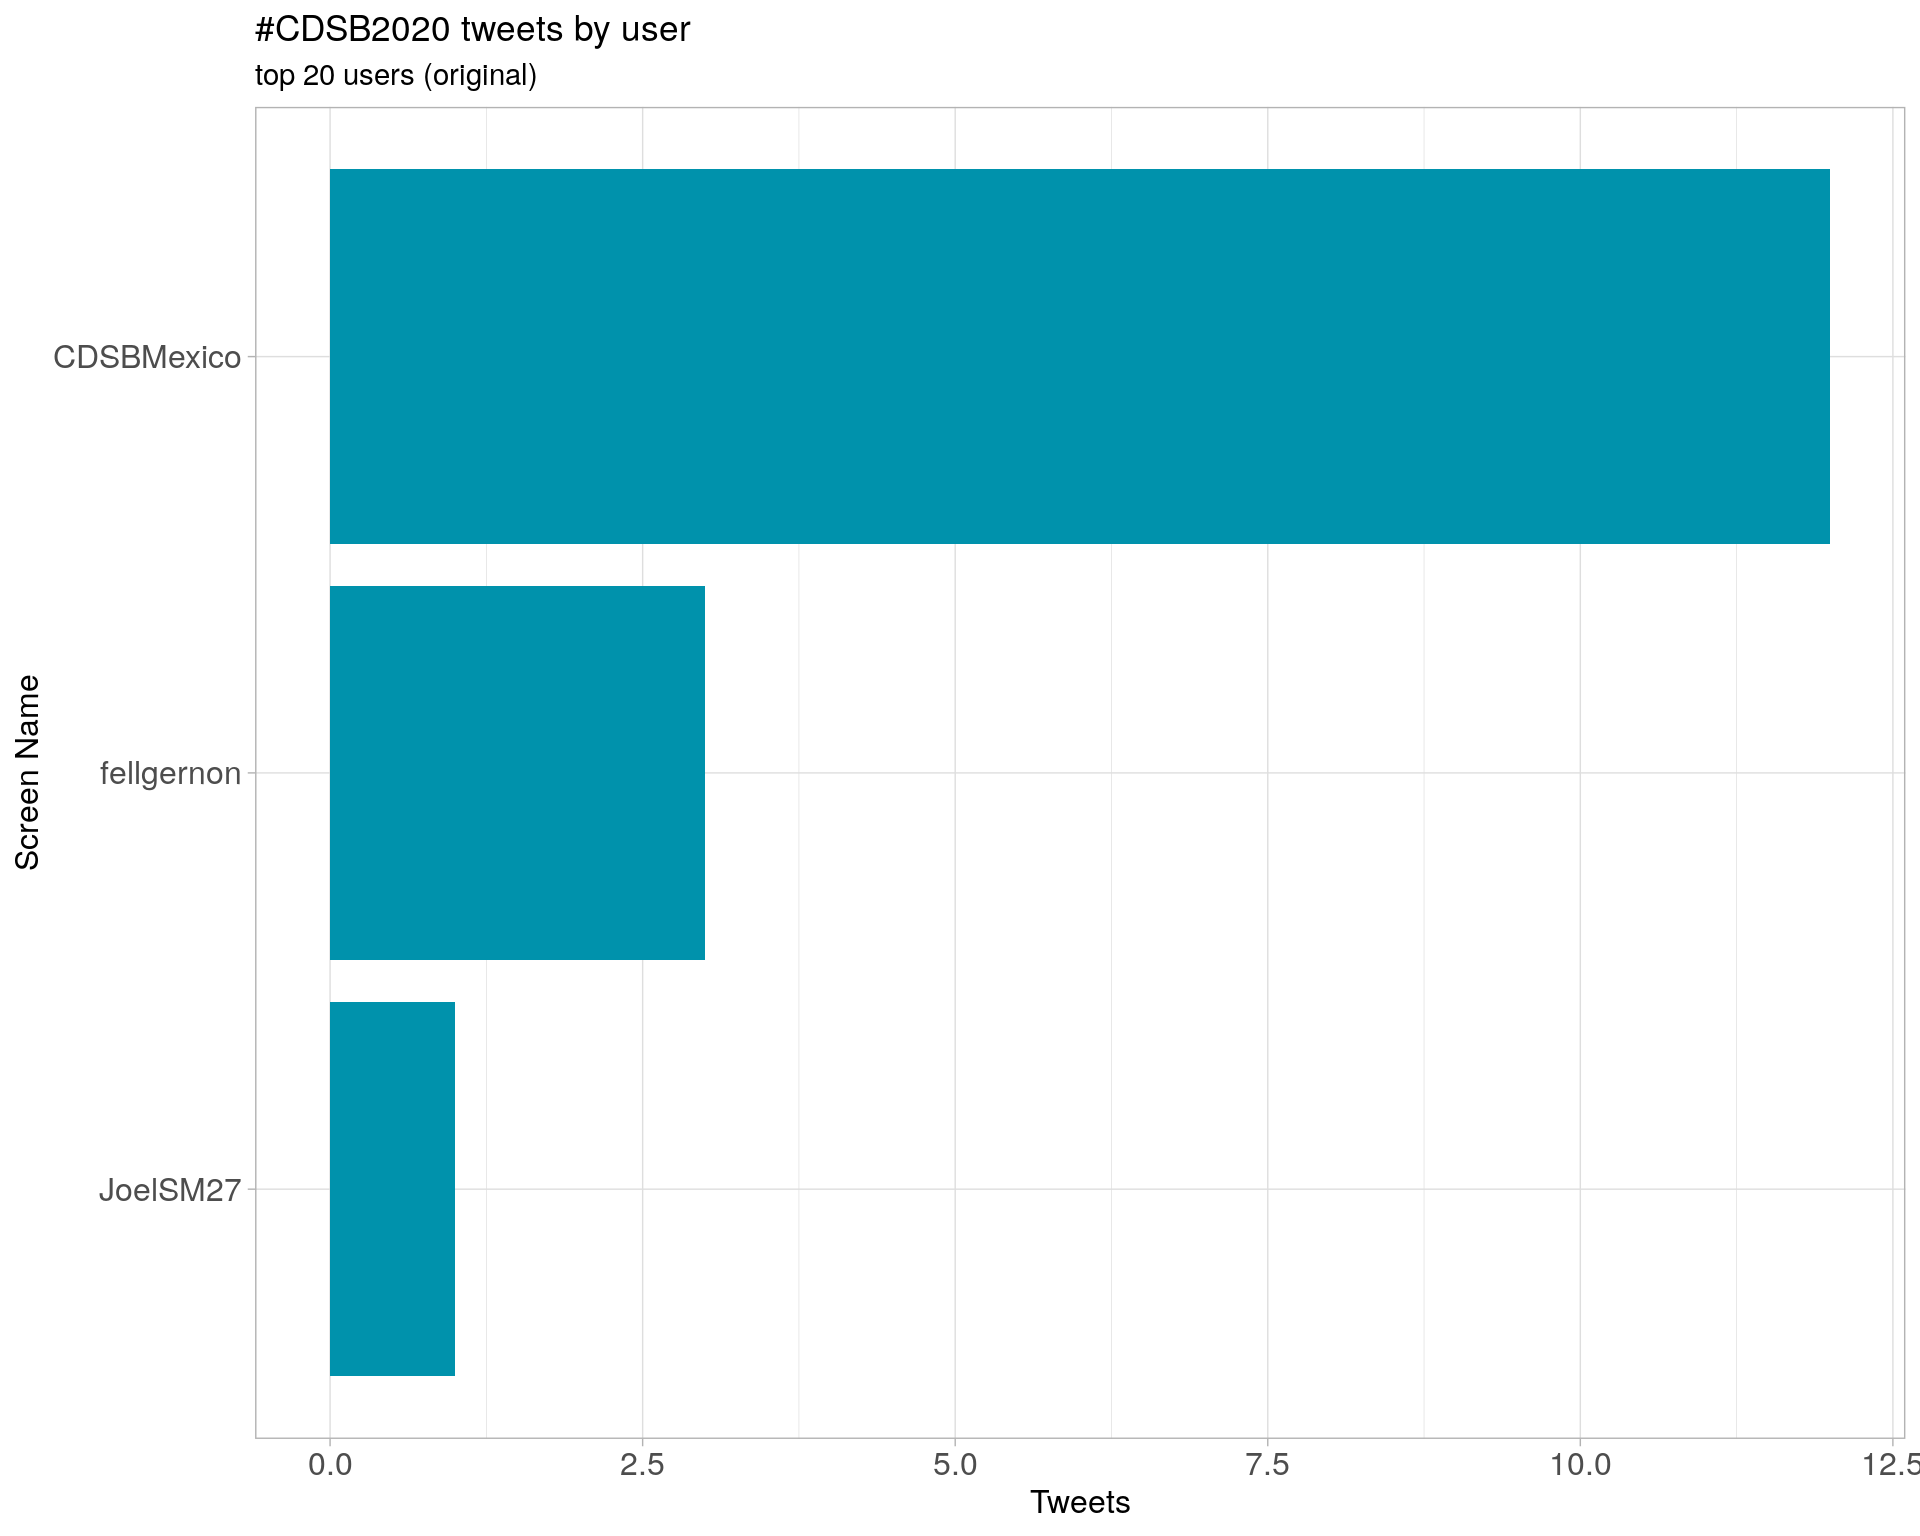 #CDSB2020 tweets by user
top 20 users (original)
Screen Name
CDSBMexico
fellgernon
JoelSM27
0.0 2.5 5.0 7.5 10.0 12.5
Tweets